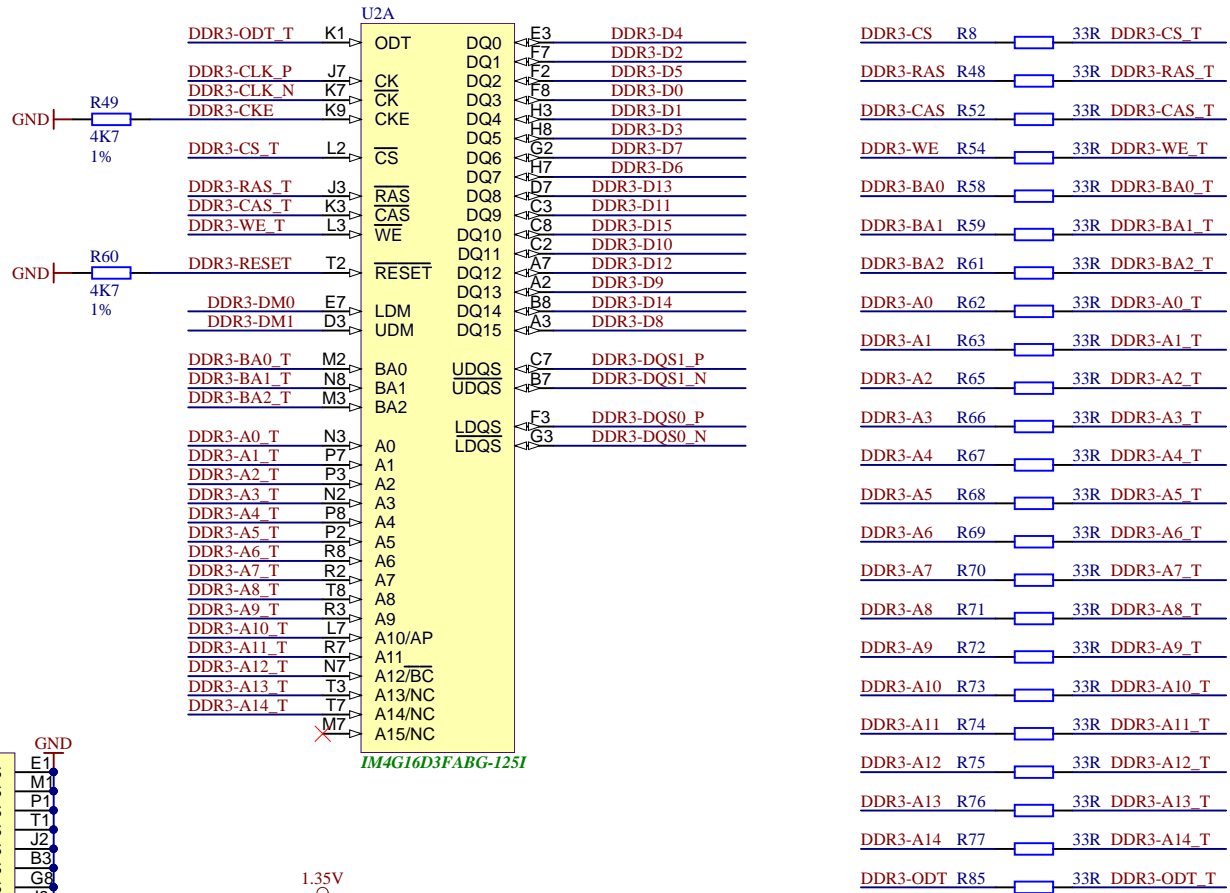 U2A
DDR3-ODT_T K1 ODT DQ0 E3 DDR3-D4
DQ1 F7 DDR3-D2
DDR3-CLK_P J7 CK DQ2 F2 DDR3-D5
DDR3-CLK_N K7 CK DQ3 F8 DDR3-D0
GND R49 4K7 1% DDR3-CKE K9 CKE DQ4 H3 DDR3-D1
DQ5 H8 DDR3-D3
DDR3-CS_T L2 CS DQ6 G2 DDR3-D7
DQ7 H7 DDR3-D6
DDR3-RAS_T J3 RAS DQ8 D7 DDR3-D13
DDR3-CAS_T K3 CAS DQ9 C3 DDR3-D11
DDR3-WE_T L3 WE DQ10 C8 DDR3-D15
DQ11 C2 DDR3-D10
GND R60 4K7 1% DDR3-RESET T2 RESET DQ12 A7 DDR3-D12
DQ13 A2 DDR3-D9
DDR3-DM0 E7 LDM DQ14 B8 DDR3-D14
DDR3-DM1 D3 UDM DQ15 A3 DDR3-D8
DDR3-BA0_T M2 BA0 UDQS C7 DDR3-DQS1_P
DDR3-BA1_T N8 BA1 UDQS B7 DDR3-DQS1_N
DDR3-BA2_T M3 BA2
LDQS F3 DDR3-DQS0_P
DDR3-A0_T N3 A0 LDQS G3 DDR3-DQS0_N
DDR3-A1_T P7 A1
DDR3-A2_T P3 A2
DDR3-A3_T N2 A3
DDR3-A4_T P8 A4
DDR3-A5_T P2 A5
DDR3-A6_T R8 A6
DDR3-A7_T R2 A7
DDR3-A8_T T8 A8
DDR3-A9_T R3 A9
DDR3-A10_T L7 A10/AP
DDR3-A11_T R7 A11
DDR3-A12_T N7 A12/BC
DDR3-A13_T T3 A13/NC
DDR3-A14_T T7 A14/NC
M7 A15/NC
IM4G16D3FABG-125I
GND
E1
M1
P1
T1
J2
B3
G8
1.35V
DDR3-CS R8 33R DDR3-CS_T
DDR3-RAS R48 33R DDR3-RAS_T
DDR3-CAS R52 33R DDR3-CAS_T
DDR3-WE R54 33R DDR3-WE_T
DDR3-BA0 R58 33R DDR3-BA0_T
DDR3-BA1 R59 33R DDR3-BA1_T
DDR3-BA2 R61 33R DDR3-BA2_T
DDR3-A0 R62 33R DDR3-A0_T
DDR3-A1 R63 33R DDR3-A1_T
DDR3-A2 R65 33R DDR3-A2_T
DDR3-A3 R66 33R DDR3-A3_T
DDR3-A4 R67 33R DDR3-A4_T
DDR3-A5 R68 33R DDR3-A5_T
DDR3-A6 R69 33R DDR3-A6_T
DDR3-A7 R70 33R DDR3-A7_T
DDR3-A8 R71 33R DDR3-A8_T
DDR3-A9 R72 33R DDR3-A9_T
DDR3-A10 R73 33R DDR3-A10_T
DDR3-A11 R74 33R DDR3-A11_T
DDR3-A12 R75 33R DDR3-A12_T
DDR3-A13 R76 33R DDR3-A13_T
DDR3-A14 R77 33R DDR3-A14_T
DDR3-ODT R85 33R DDR3-ODT_T